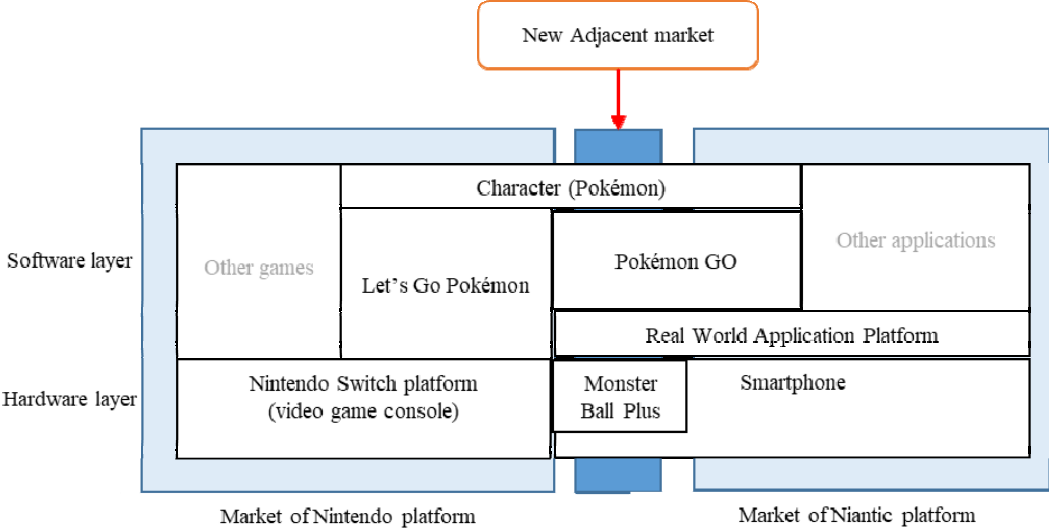 New Adjacent market
Character (Pokémon)
Software layer
Other games
Let's Go Pokémon
Pokémon GO
Other applications
Real World Application Platform
Hardware layer
Nintendo Switch platform
(video game console)
Monster
Ball Plus
Smartphone
Market of Nintendo platform
Market of Niantic platform